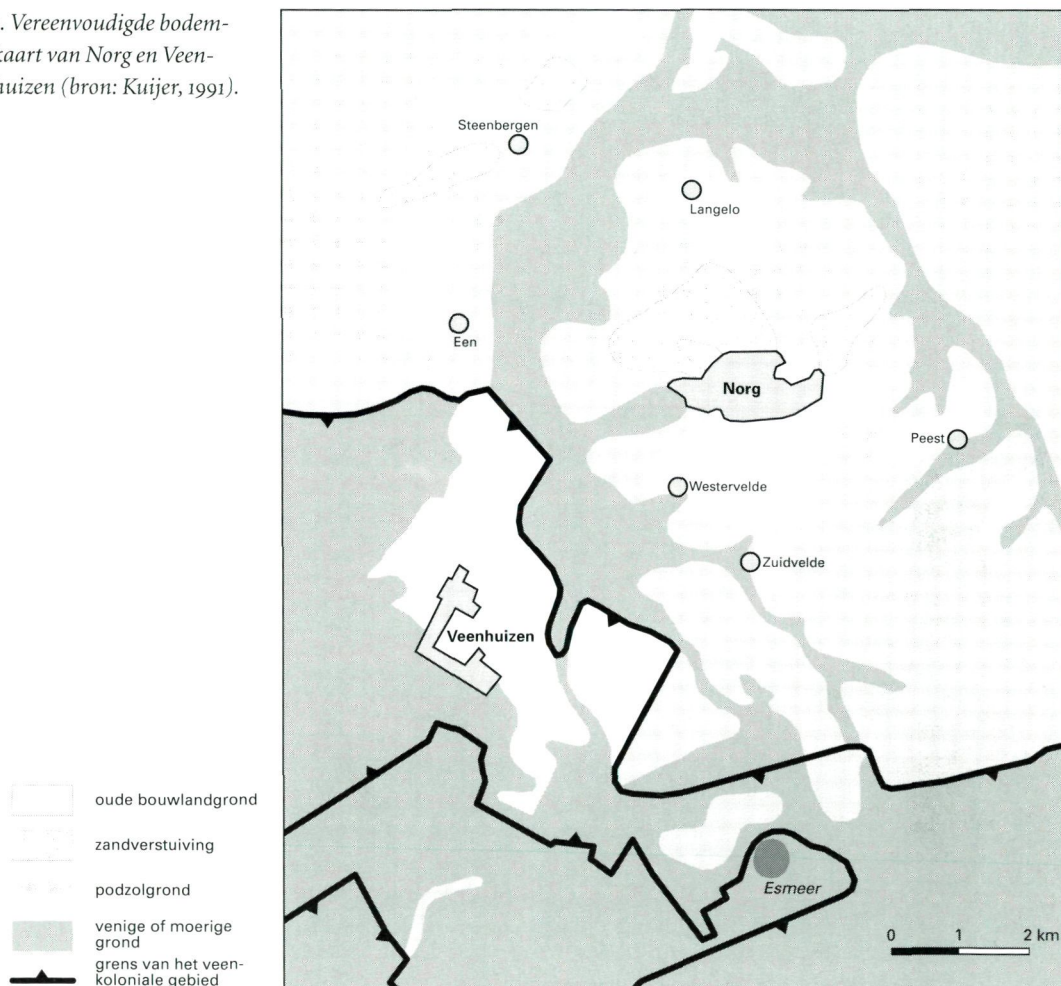 . Vereenvoudigde bodem-
kaart van Norg en Veen-
huizen (bron: Kuijer, 1991).
Steenbergen
Langelo
Een
Norg
Peest
Westervelde
Zuidvelde
Veenhuizen
Esmeer
0 1 2 km
oude bouwlandgrond
zandverstuiving
podzolgrond
venige of moerige
grond
grens van het veen-
koloniale gebied